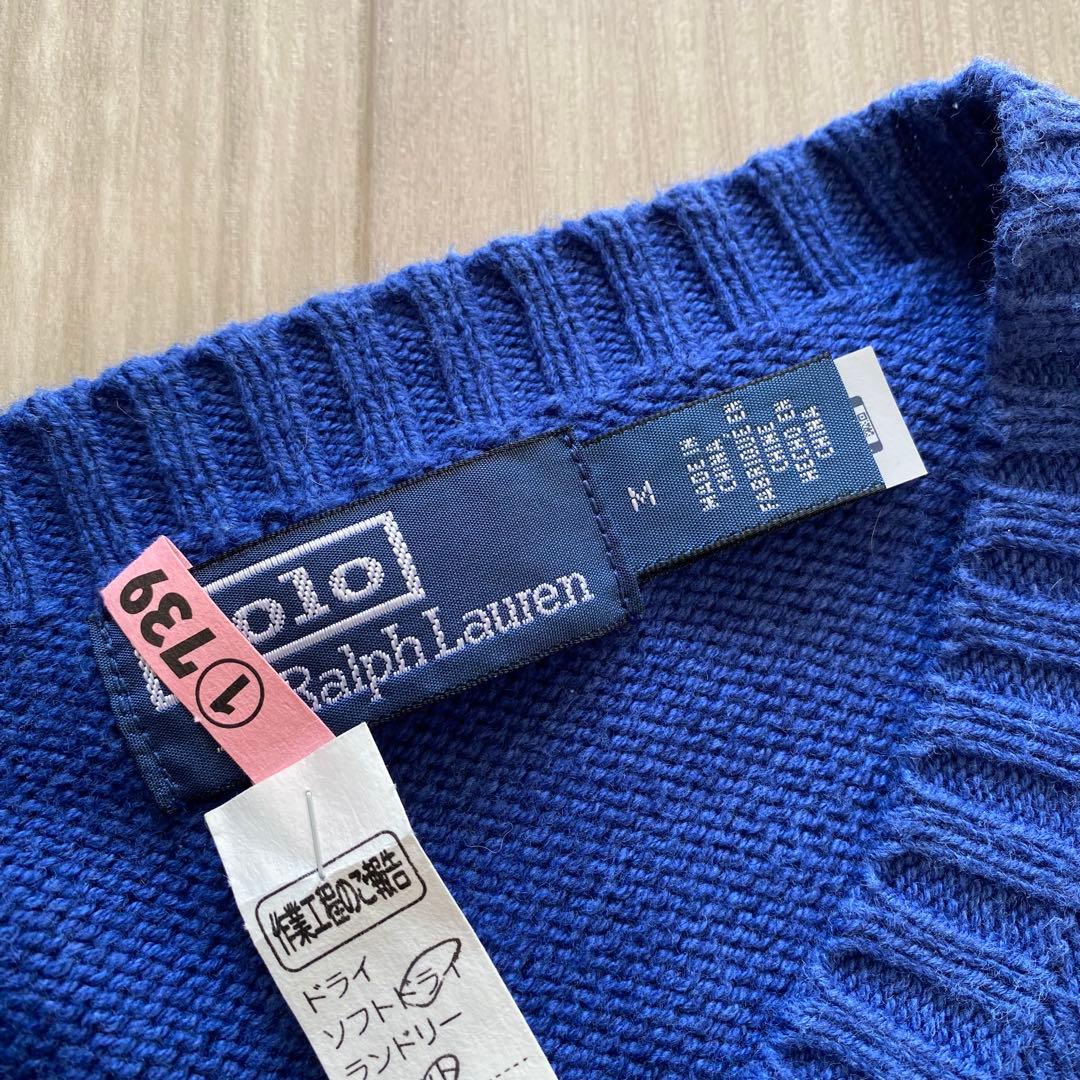 Polo
Ralph Lauren
M
MADE IN
CHINA
FABRIQUÉ EN
CHINE
HECHO EN
CHINA
①739
作業工程のご報告
ドライ
ソフトドライ
ランドリー